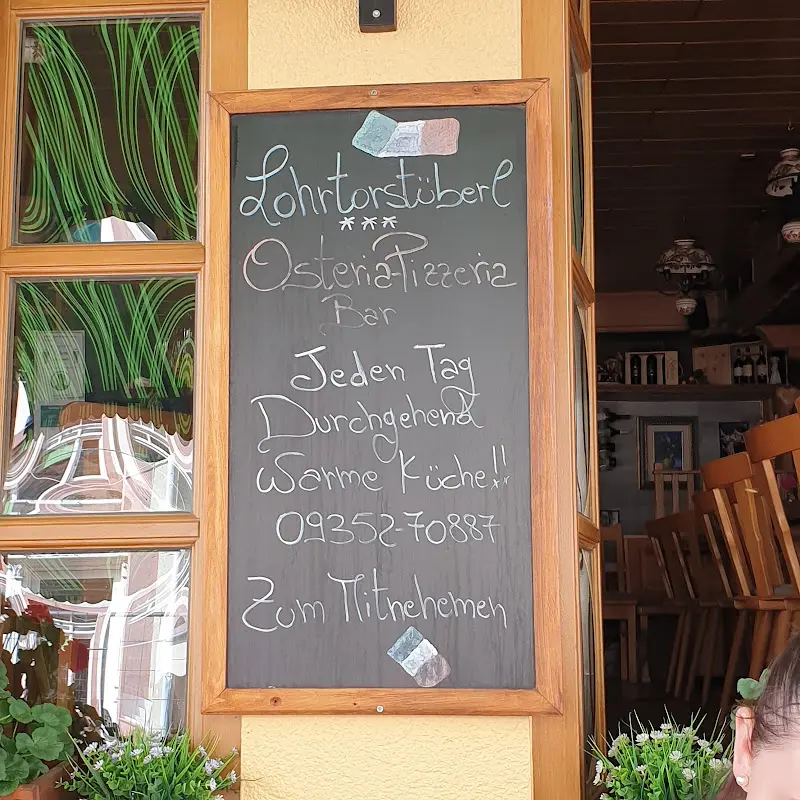 Lohrtorstüberl
***
Osteria-Pizzeria
Bar
Jeden Tag
Durchgehend
Warme Küche!!
09352-70887
Zum Mitnehemen